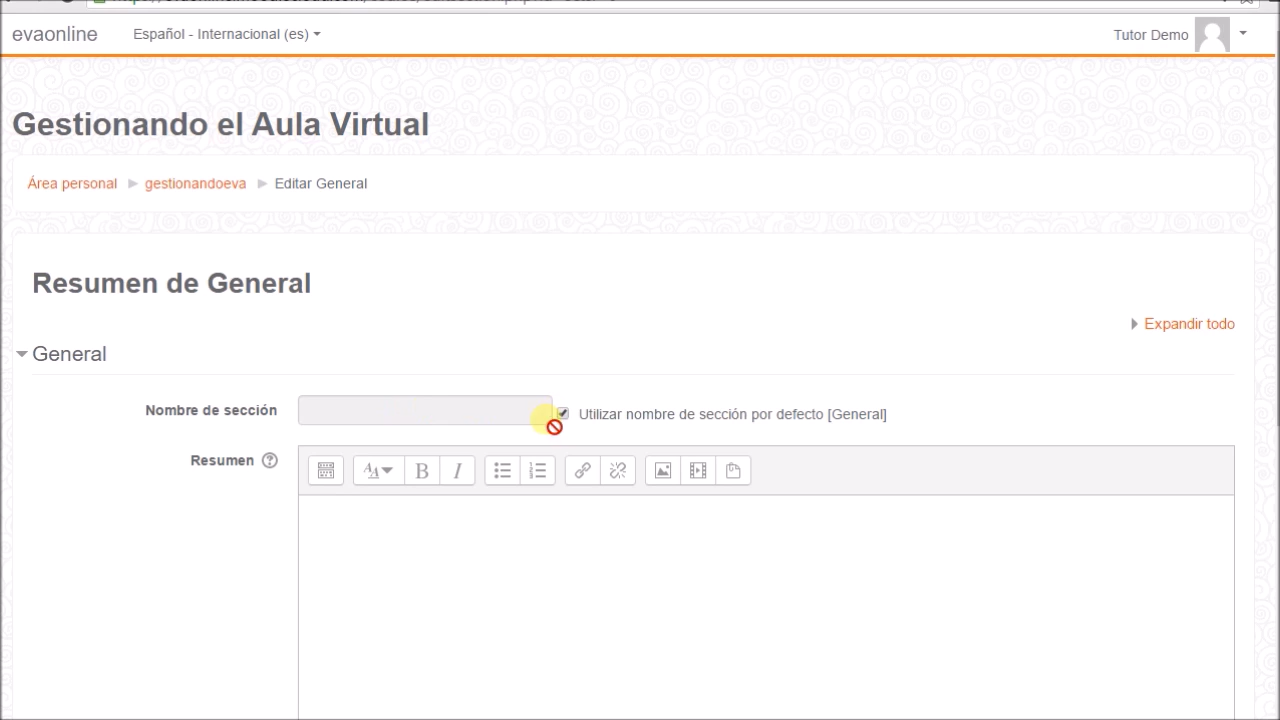 evaonline Español - Internacional (es) Tutor Demo
Gestionando el Aula Virtual
Área personal gestionandoeva Editar General
Resumen de General
Expandir todo
General
Nombre de sección Utilizar nombre de sección por defecto [General]
Resumen